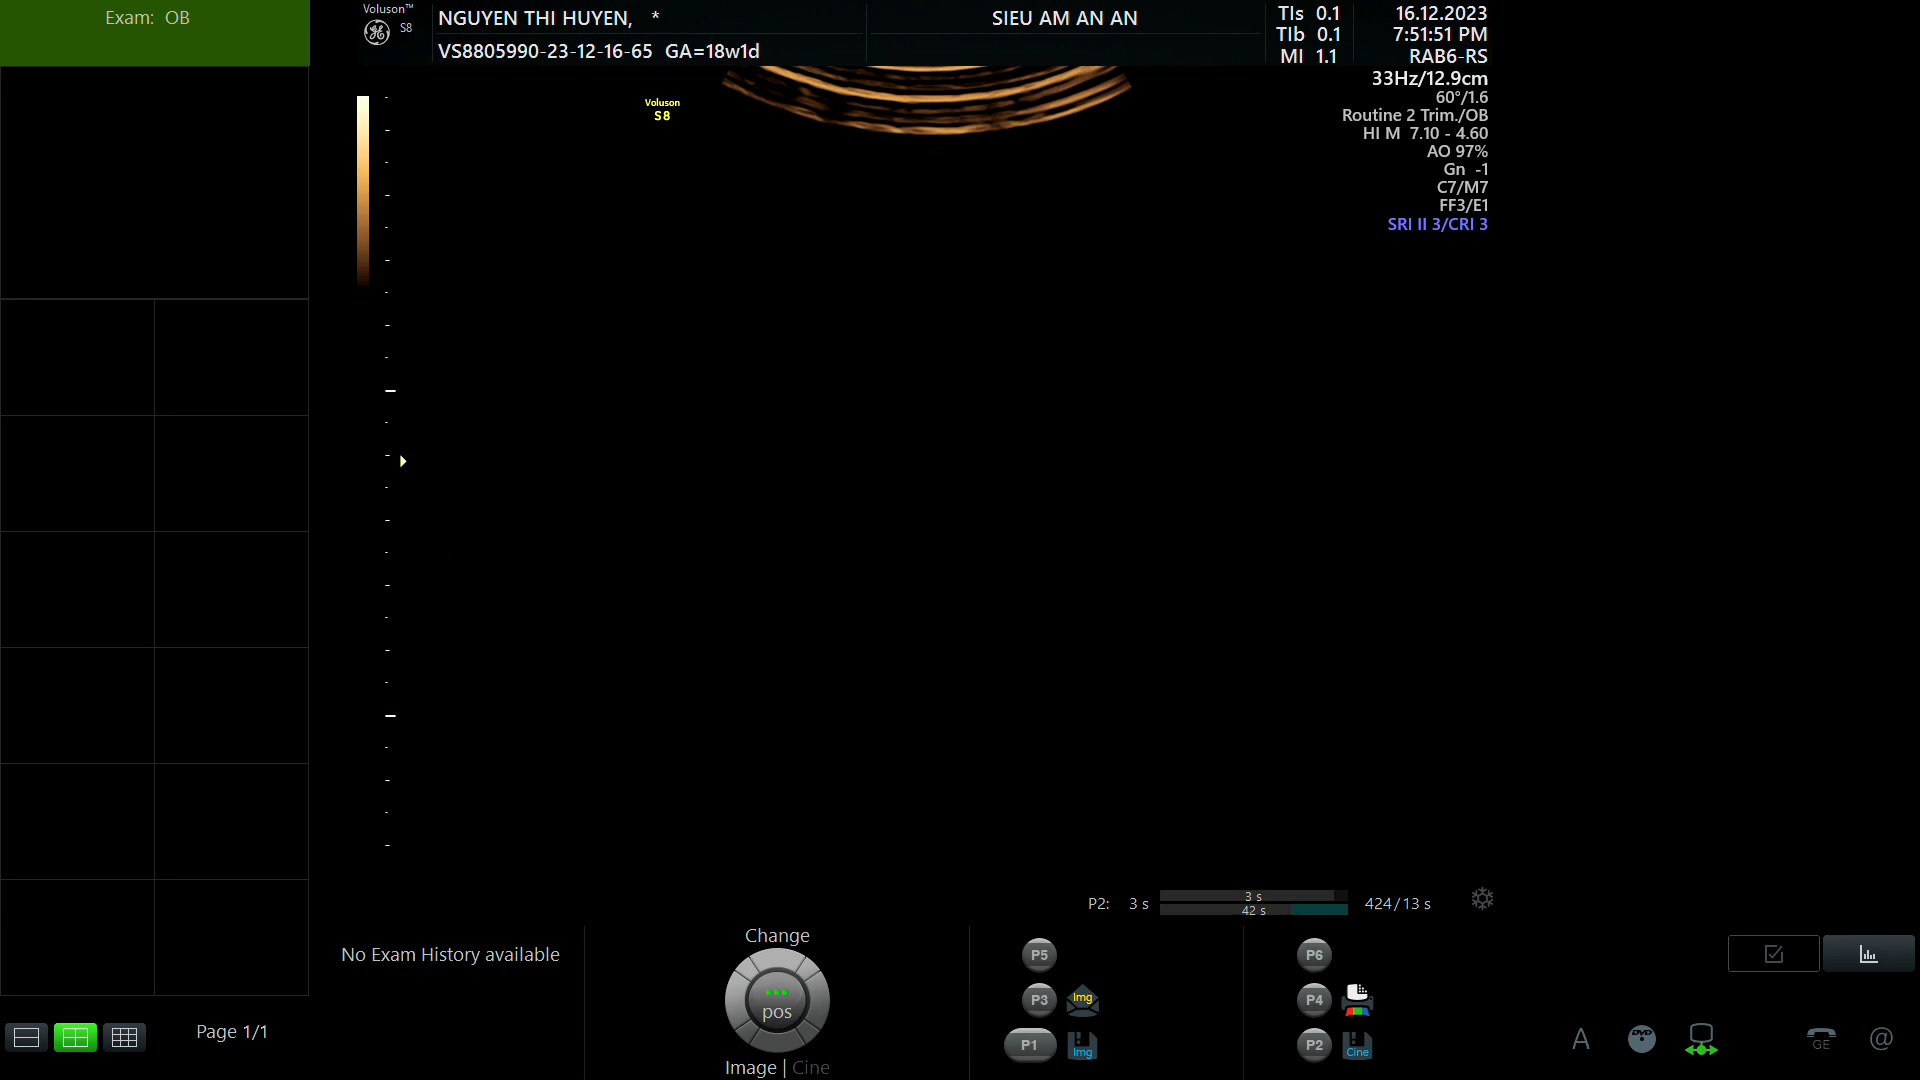 Exam: OB
Voluson™
S8
NGUYEN THI HUYEN, *
VS8805990-23-12-16-65 GA=18w1d
SIEU AM AN AN
TIs 0.1
TIb 0.1
MI 1.1
16.12.2023
7:51:51 PM
RAB6-RS
33Hz/12.9cm
60°/1.6
Routine 2 Trim./OB
HI M 7.10 - 4.60
AO 97%
Gn -1
C7/M7
FF3/E1
SRI II 3/CRI 3
Voluson
S8
P2: 3 s
3 s
42 s
424/13 s
No Exam History available
Change
pos
Image | Cine
P5
P3
Img
P1
Img
P6
P4
P2
Cine
Page 1/1
A
DVD
GE
@